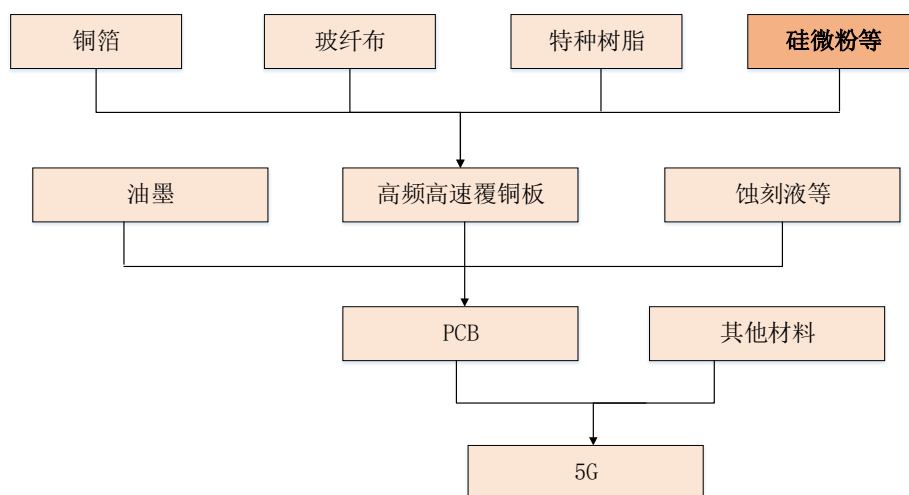 铜箔
玻纤布
特种树脂
硅微粉等
油墨
高频高速覆铜板
蚀刻液等
PCB
其他材料
5G